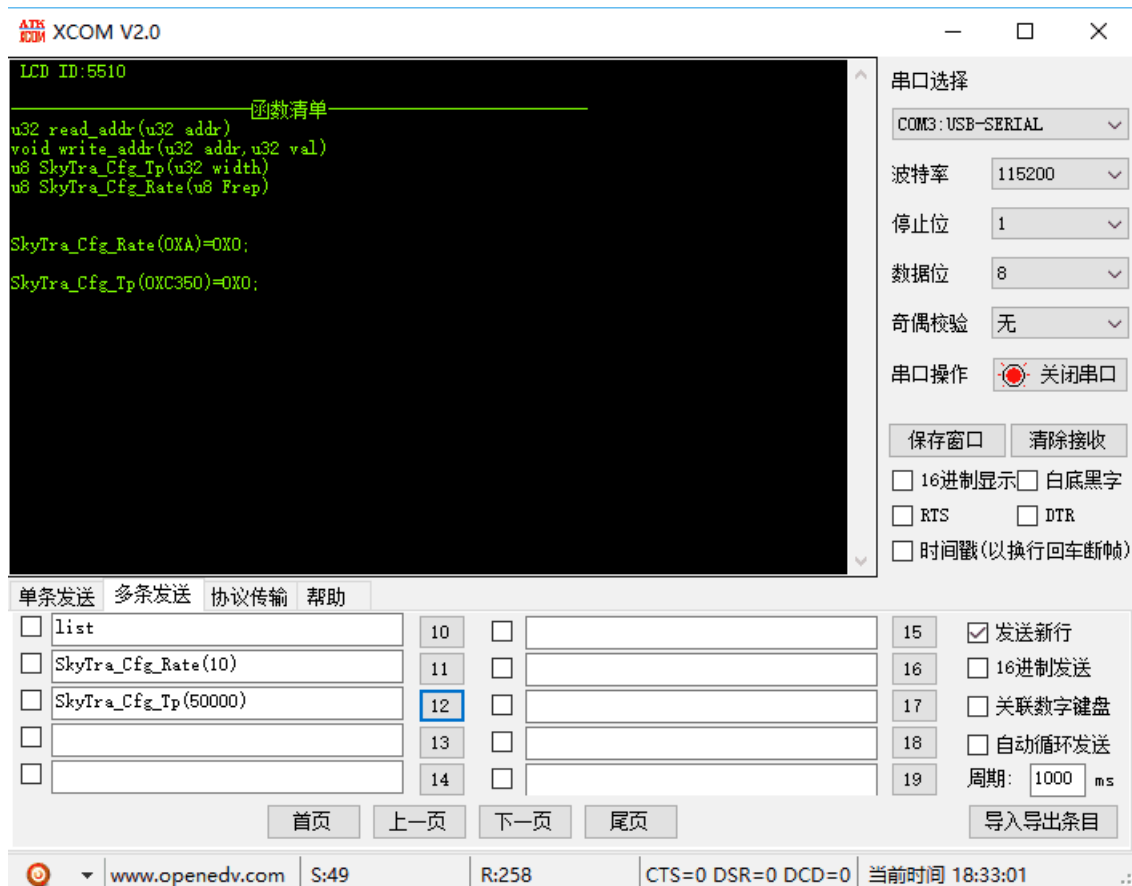 ATK XCOM XCOM V2.0
LCD ID:5510
函数清单
u32 read_addr(u32 addr)
void write_addr(u32 addr,u32 val)
u8 SkyTra_Cfg_Tp(u32 width)
u8 SkyTra_Cfg_Rate(u8 Frep)
SkyTra_Cfg_Rate(0XA)=0X0;
SkyTra_Cfg_Tp(0XC350)=0X0;
串口选择
COM3:USB-SERIAL
波特率 115200
停止位 1
数据位 8
奇偶校验 无
串口操作 关闭串口
保存窗口 清除接收
16进制显示 白底黑字
RTS DTR
时间戳(以换行回车断帧)
单条发送 多条发送 协议传输 帮助
list 10 15 发送新行
SkyTra_Cfg_Rate(10) 11 16 16进制发送
SkyTra_Cfg_Tp(50000) 12 17 关联数字键盘
13 18 自动循环发送
14 19 周期: 1000 ms
首页 上一页 下一页 尾页 导入导出条目
www.openedv.com S:49 R:258 CTS=0 DSR=0 DCD=0 当前时间 18:33:01